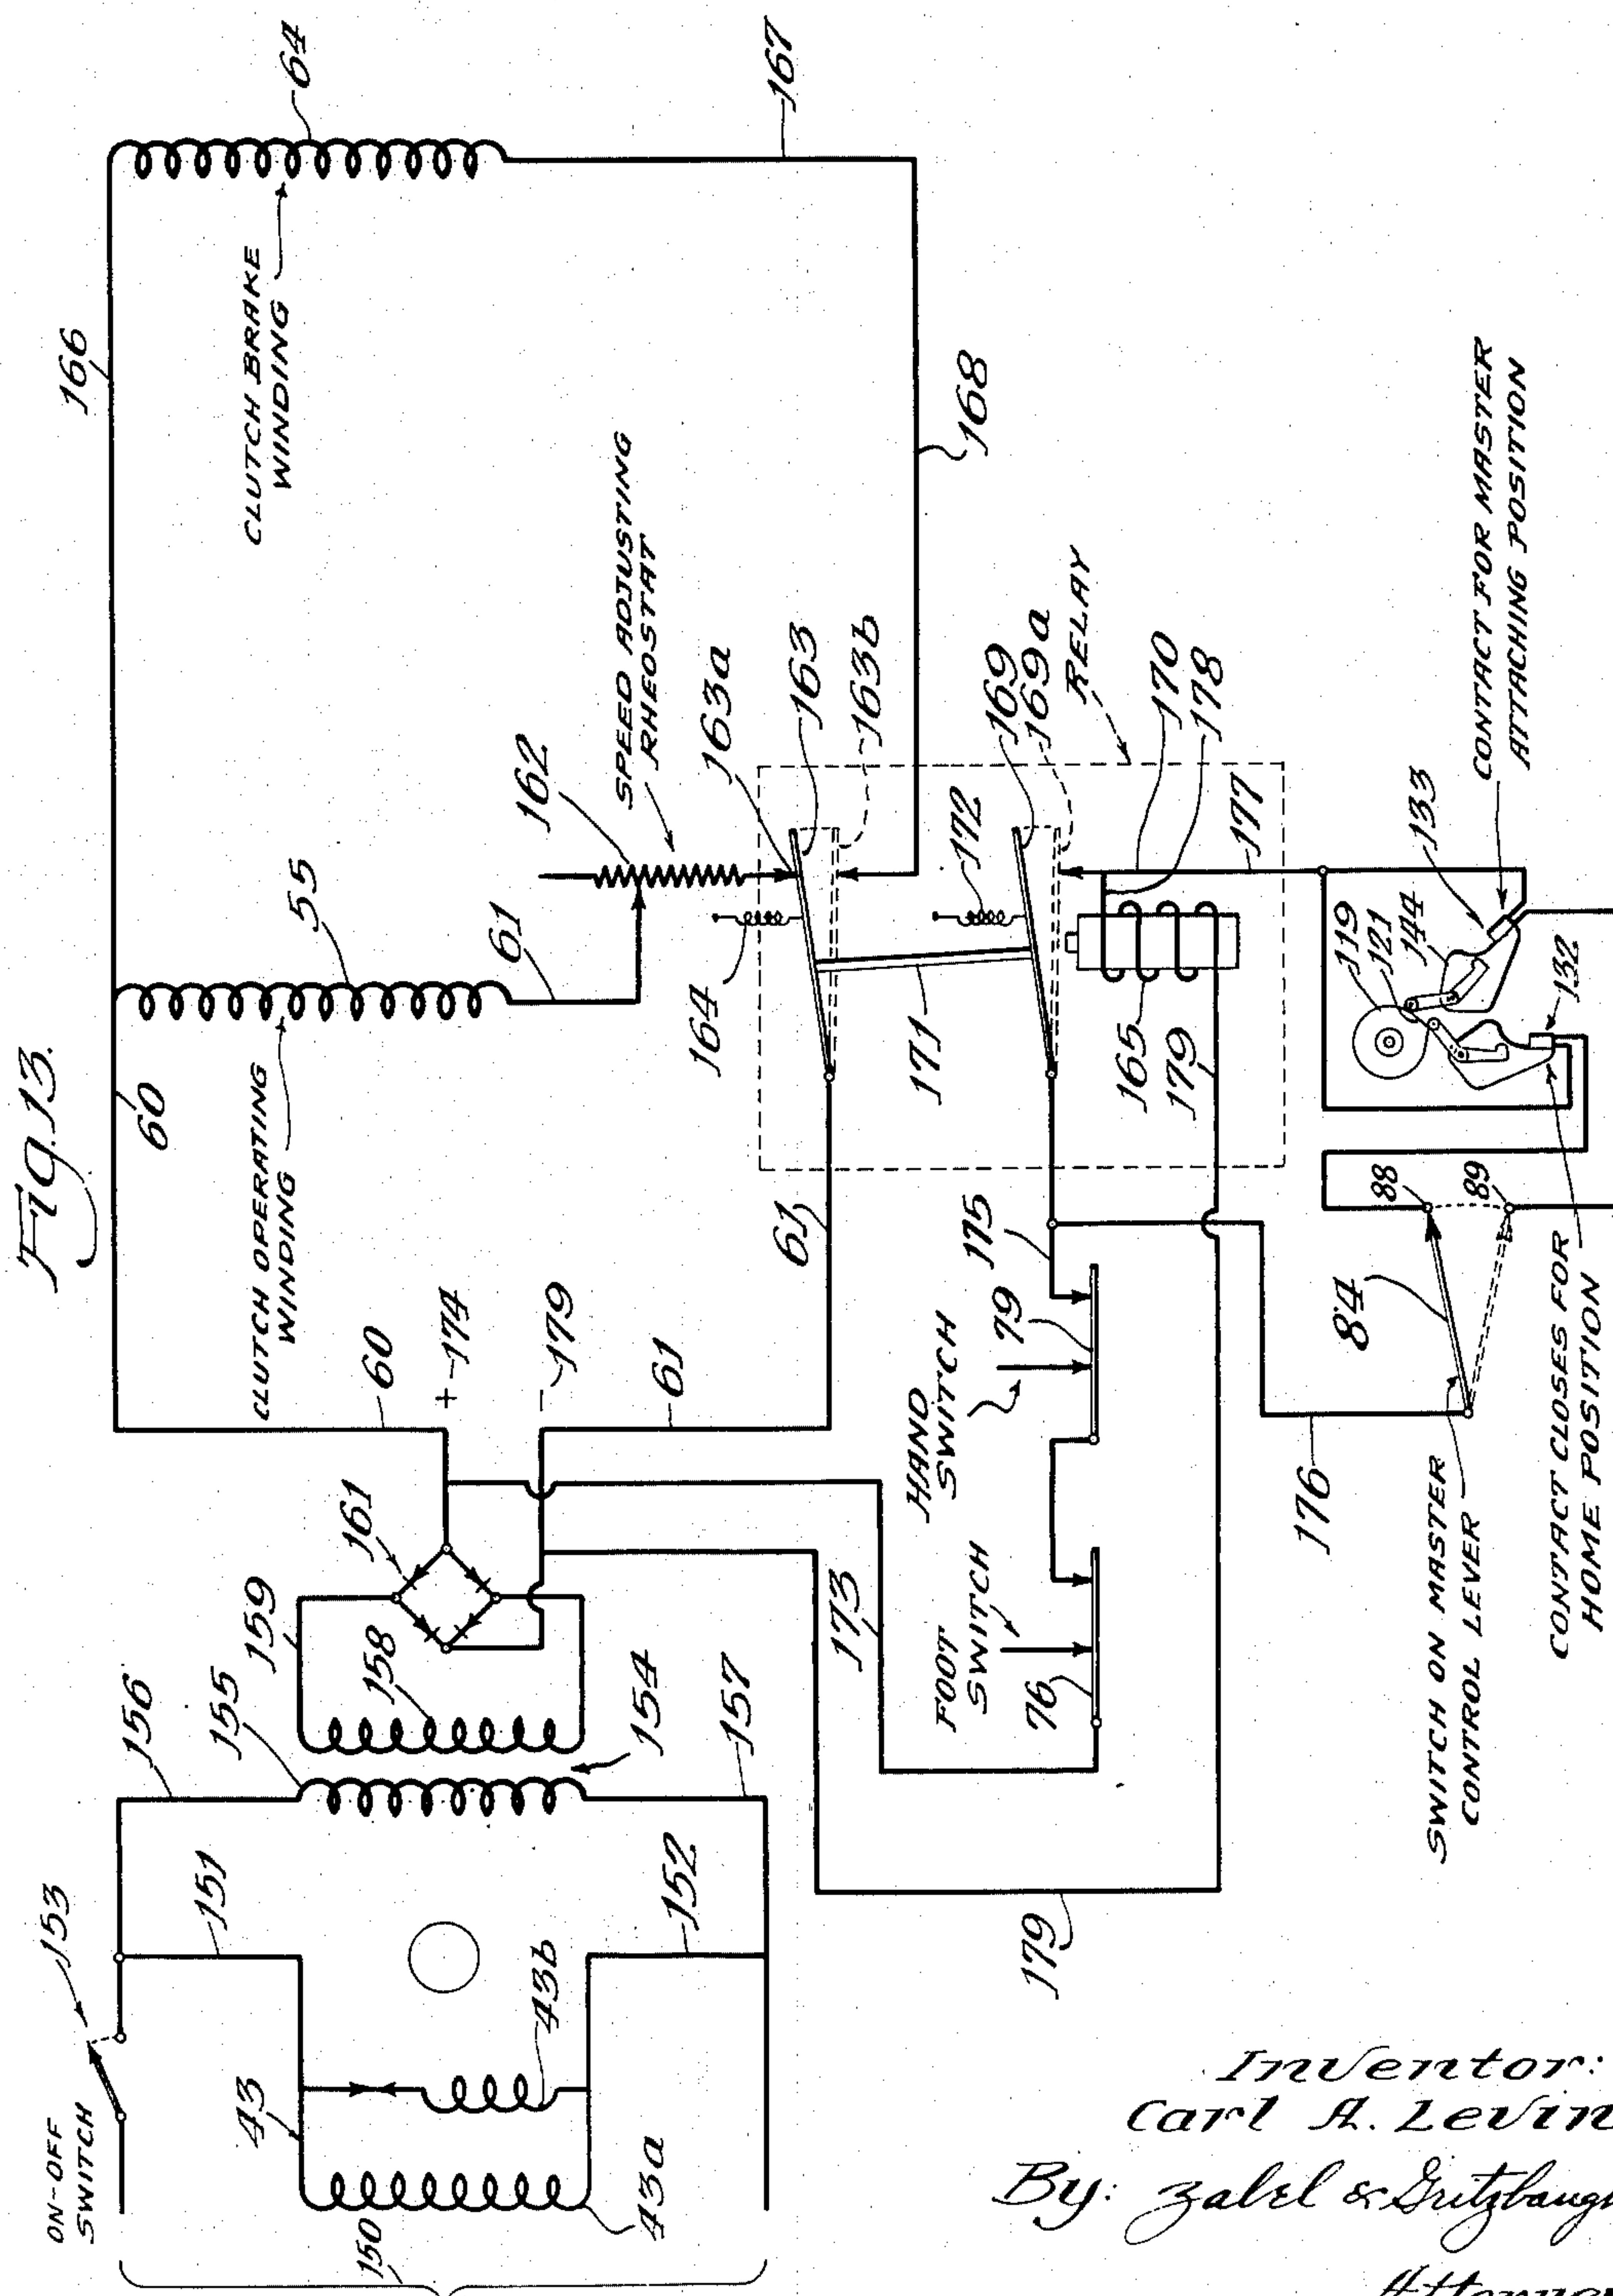 Fig. 13.
ON-OFF
SWITCH
153
156
155
159
161
60
60
166
CLUTCH OPERATING
WINDING
55
CLUTCH BRAKE
WINDING
64
167
43
151
43b
43a
150
152
158
154
157
+ 174
- 179
61
61
61
162
SPEED ADJUSTING
RHEOSTAT
163a
163
163b
164
168
171
172
169
169a
RELAY
170
178
177
165
179
173
179
FOOT
SWITCH
76
HAND
SWITCH
79
175
176
84
88
89
SWITCH ON MASTER
CONTROL LEVER
CONTACT CLOSES FOR
HOME POSITION
119
121
144
133
132
CONTACT FOR MASTER
ATTACHING POSITION
Inventor:
Carl A. Levin
By: Zabel & Gritzbaugh